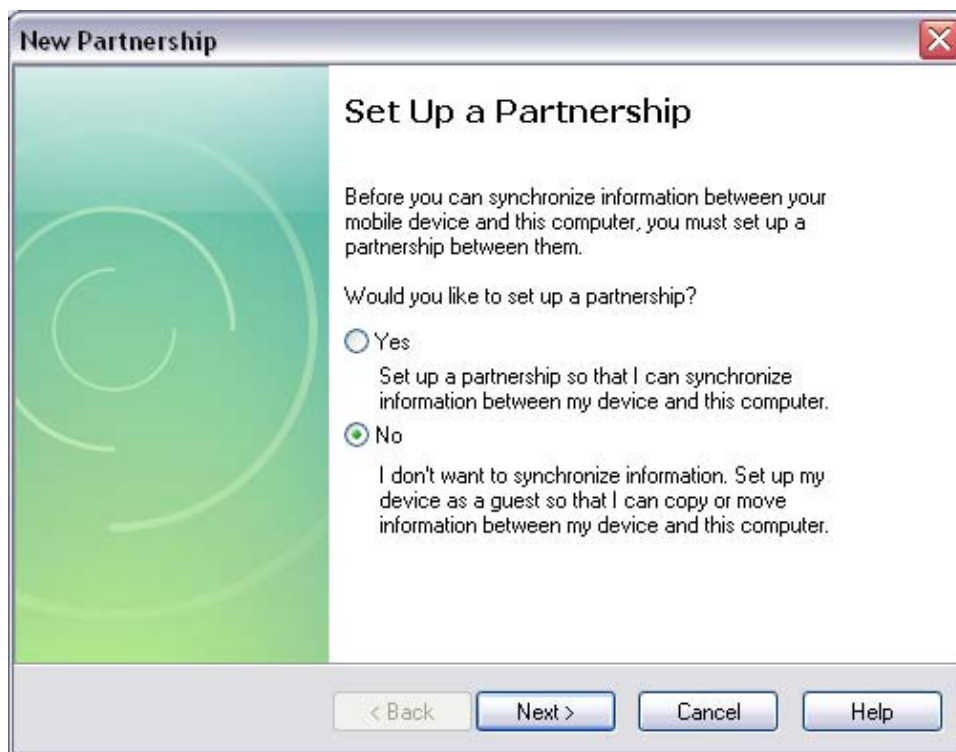 New Partnership
Set Up a Partnership
Before you can synchronize information between your
mobile device and this computer, you must set up a
partnership between them.
Would you like to set up a partnership?
Yes
Set up a partnership so that I can synchronize
information between my device and this computer.
No
I don't want to synchronize information. Set up my
device as a guest so that I can copy or move
information between my device and this computer.
< Back
Next >
Cancel
Help